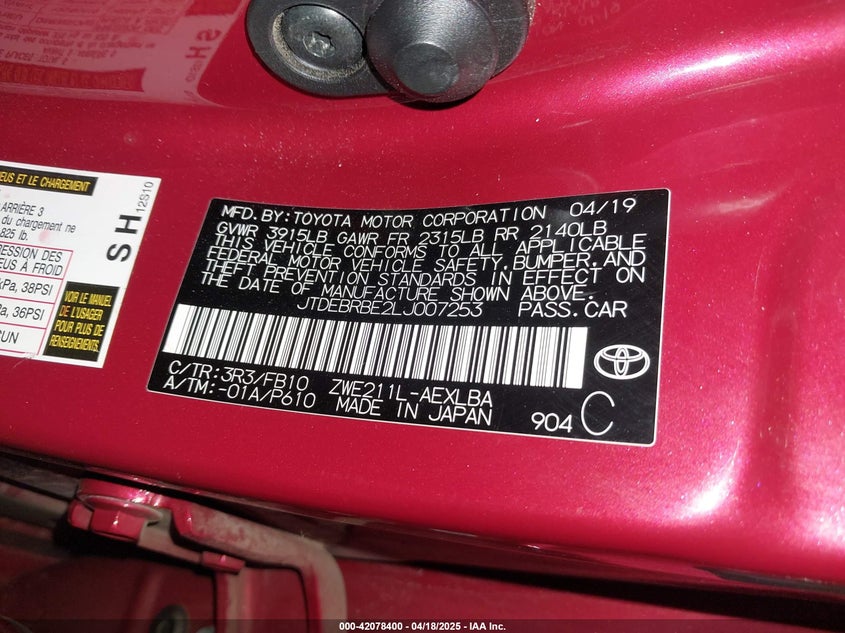 EUS ET LE CHARGEMENT
ARRIÈRE 3
du chargement ne
825 lb.
RESSION DES
EUS À FROID
kPa, 38PSI
Pa, 36PSI
CUN
VOIR LE MANUEL
DE L'USAGER
POUR PLUS DE
RENSEIGNEMENTS.
SH
12S10
MFD. BY: TOYOTA MOTOR CORPORATION 04/19
GVWR 3915LB GAWR FR 2315LB RR 2140LB
THIS VEHICLE CONFORMS TO ALL APPLICABLE
FEDERAL MOTOR VEHICLE SAFETY, BUMPER, AND
THEFT PREVENTION STANDARDS IN EFFECT ON
THE DATE OF MANUFACTURE SHOWN ABOVE.
JTDEBRBE2LJ007253 PASS.CAR
C/TR:3R3/FB10 ZWE211L-AEXLBA
A/TM:-01A/P610 MADE IN JAPAN 904 C
000-42078400 - 04/18/2025 - IAA Inc.